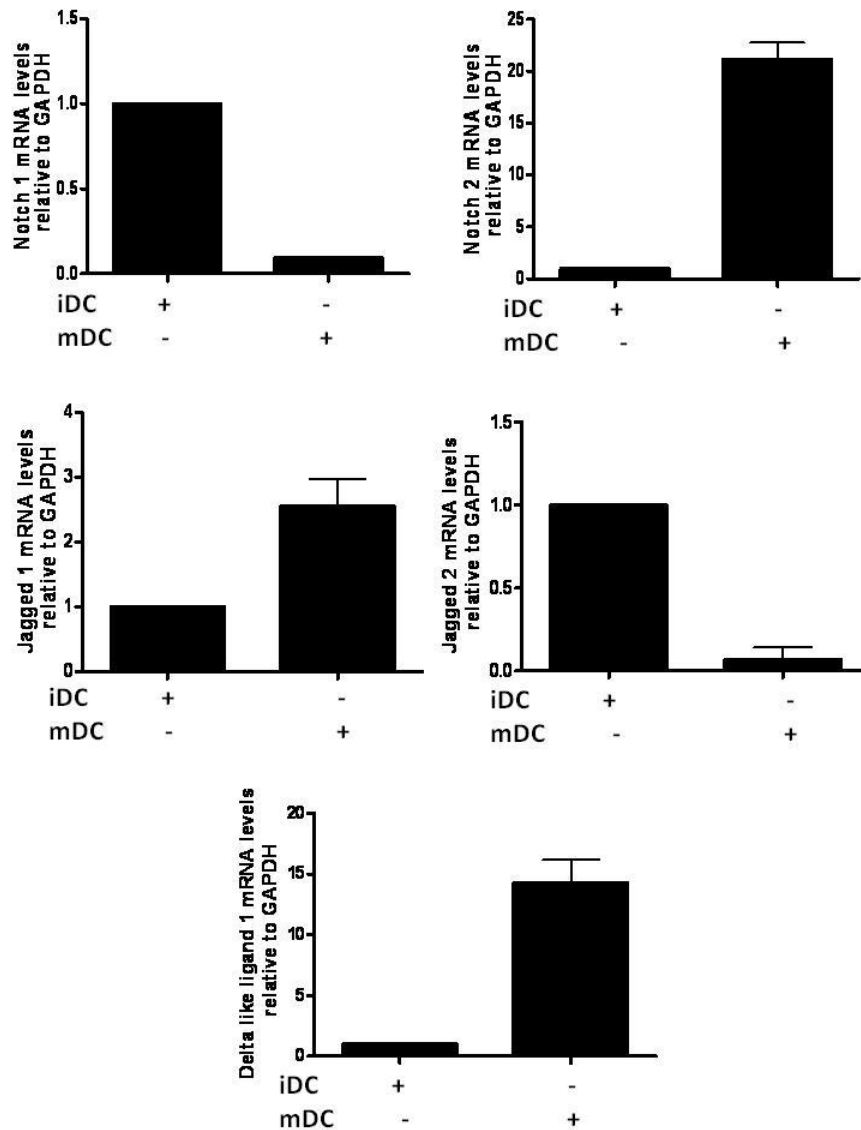 Notch 1 mRNA levels
relative to GAPDH
1.5
1.0
0.5
0.0
iDC + -
mDC - +
Notch 2 mRNA levels
relative to GAPDH
25
20
15
10
5
0
iDC + -
mDC - +
Jagged 1 mRNA levels
relative to GAPDH
4
3
2
1
0
iDC + -
mDC - +
Jagged 2 mRNA levels
relative to GAPDH
1.5
1.0
0.5
0.0
iDC + -
mDC - +
Delta like ligand 1 mRNA levels
relative to GAPDH
20
15
10
5
0
iDC + -
mDC - +